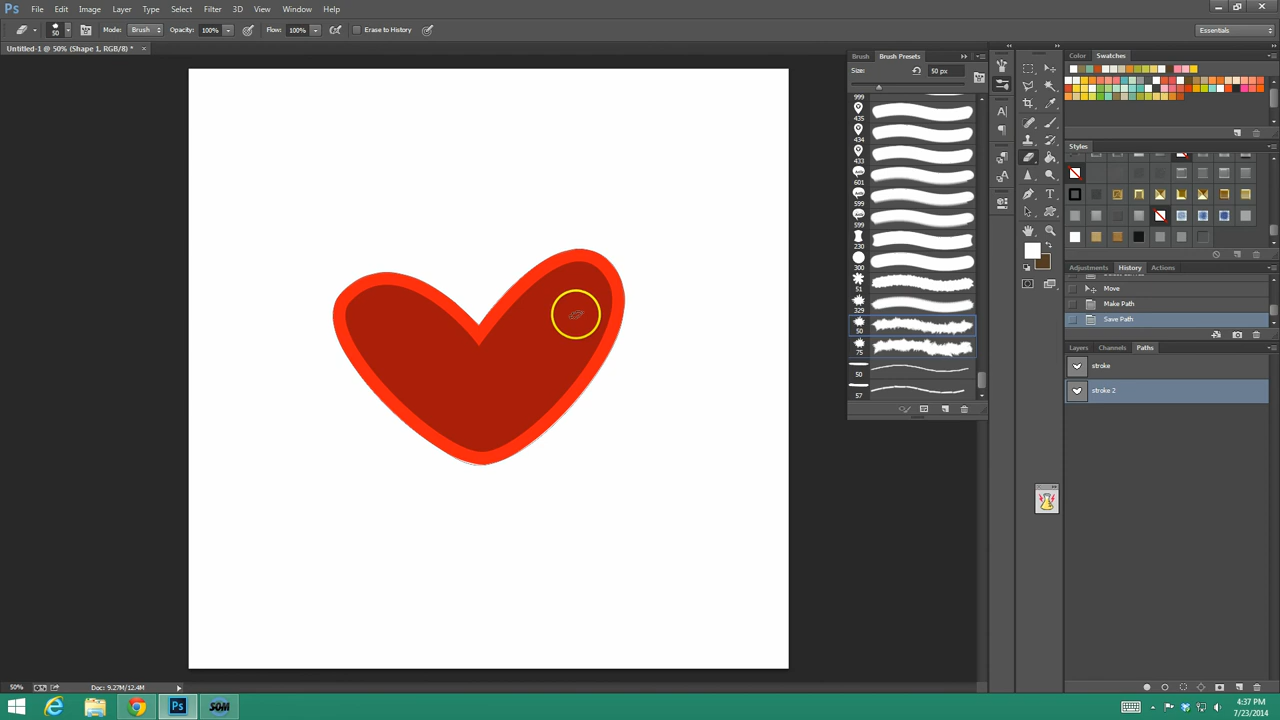 Ps File Edit Image Layer Type Select Filter 3D View Window Help
50 Mode: Brush Opacity: 100% Flow: 100% Erase to History Essentials
Untitled-1 @ 50% (Shape 1, RGB/8) * ×
Brush Brush Presets
Size: 50 px
999
435
434
433
601
599
599
230
300
51
329
50
75
50
57
Color Swatches
Styles
Adjustments History Actions
Move
Make Path
Save Path
Layers Channels Paths
stroke
stroke 2
50% Doc: 9.27M/12.4M
Ps SOM
4:37 PM
7/23/2014